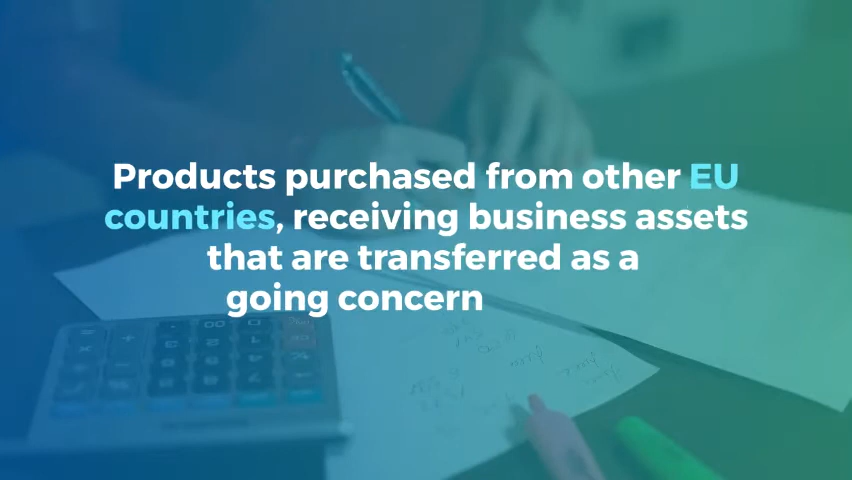 Products purchased from other EU
countries, receiving business assets
that are transferred as a
going concern